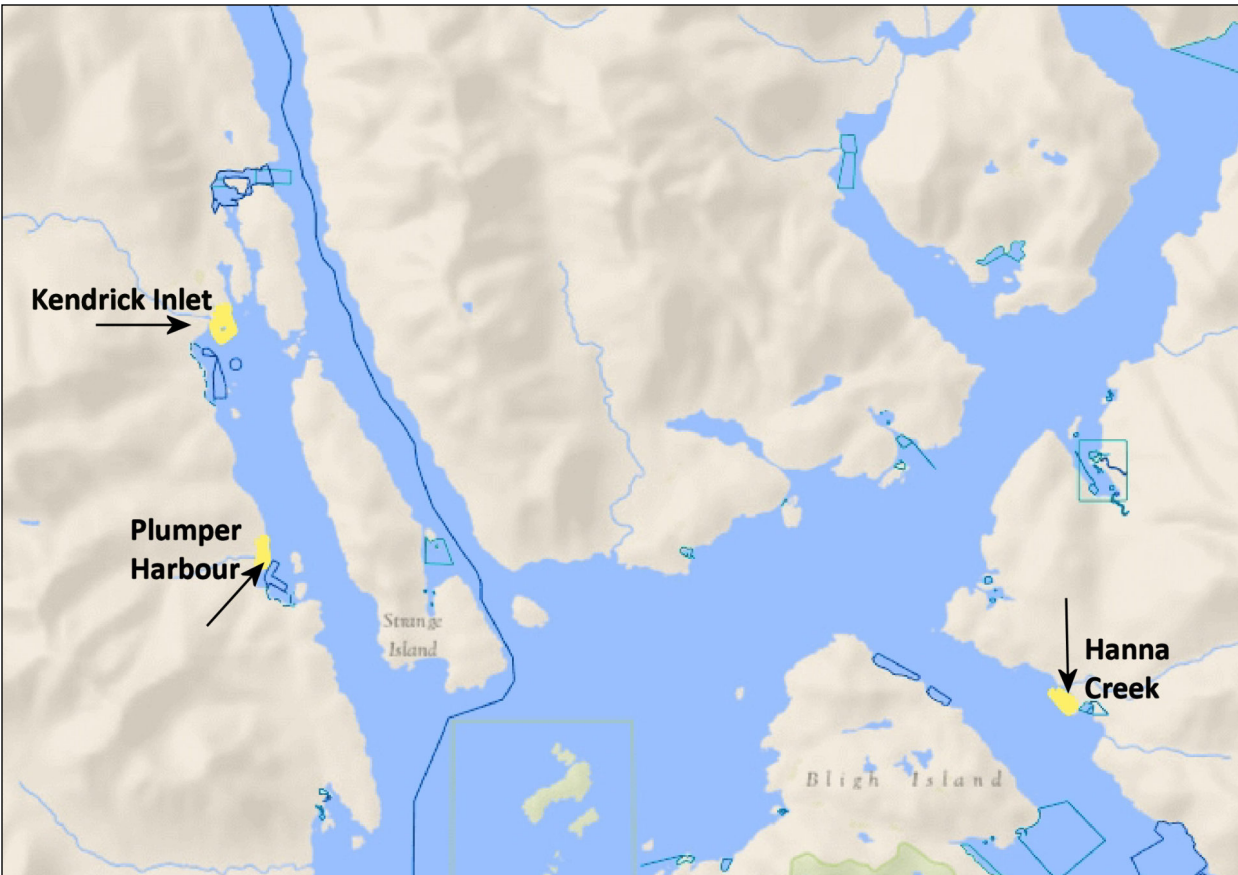 Kendrick Inlet
Plumper
Harbour
Strange
Island
Hanna
Creek
Bligh Island